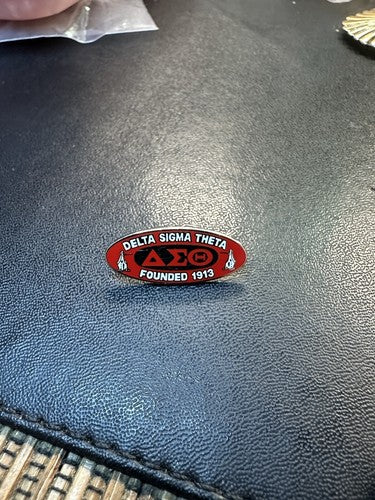 DELTA SIGMA THETA
ΔΣΘ
FOUNDED 1913